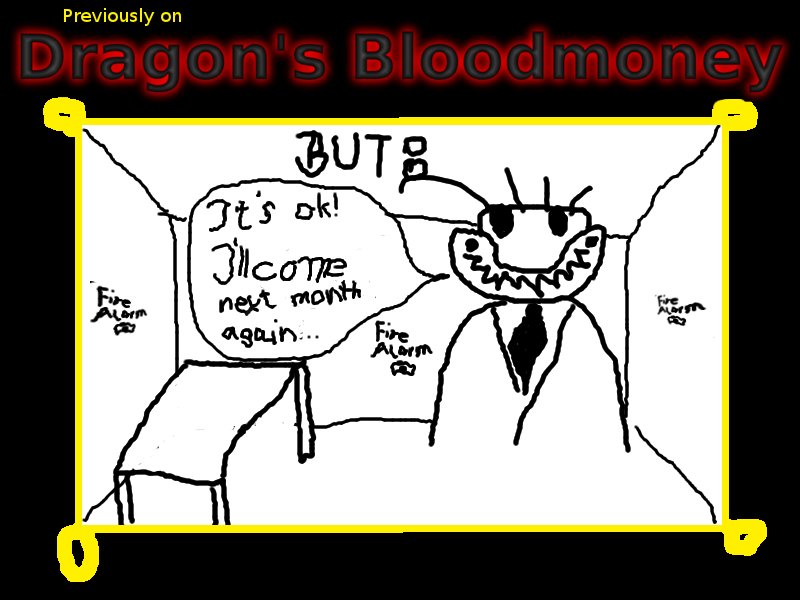 Previously on
Dragon's Bloodmoney
BUT
It's ok!
I'll come
next month
again...
Fire
Alarm
Fire
Alarm
Fire
Alarm